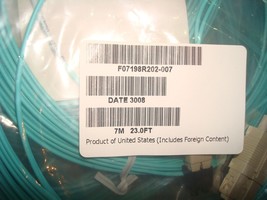 F07198R202-007
DATE 3008
7M 23.0FT
Product of United States (Includes Foreign Content)